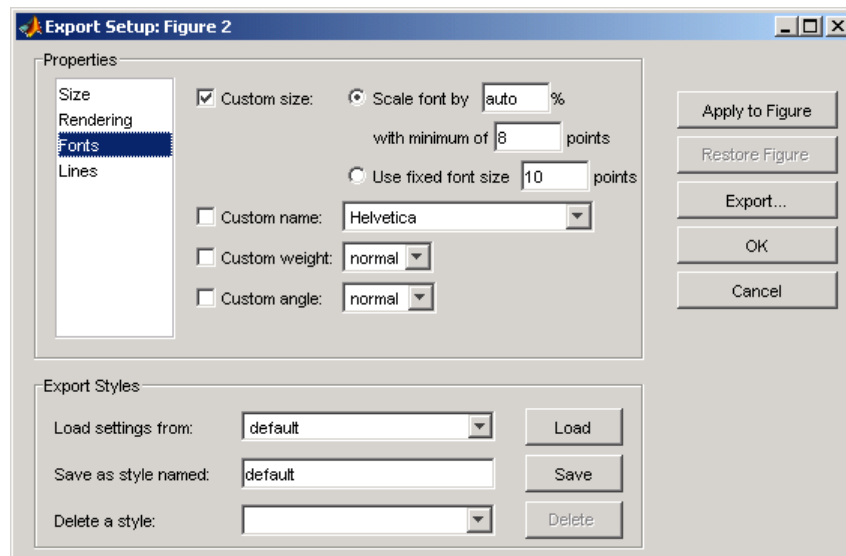 Export Setup: Figure 2
Properties
Size
Rendering
Fonts
Lines
Custom size:
Scale font by auto %
with minimum of 8 points
Use fixed font size 10 points
Custom name: Helvetica
Custom weight: normal
Custom angle: normal
Apply to Figure
Restore Figure
Export...
OK
Cancel
Export Styles
Load settings from: default Load
Save as style named: default Save
Delete a style: Delete